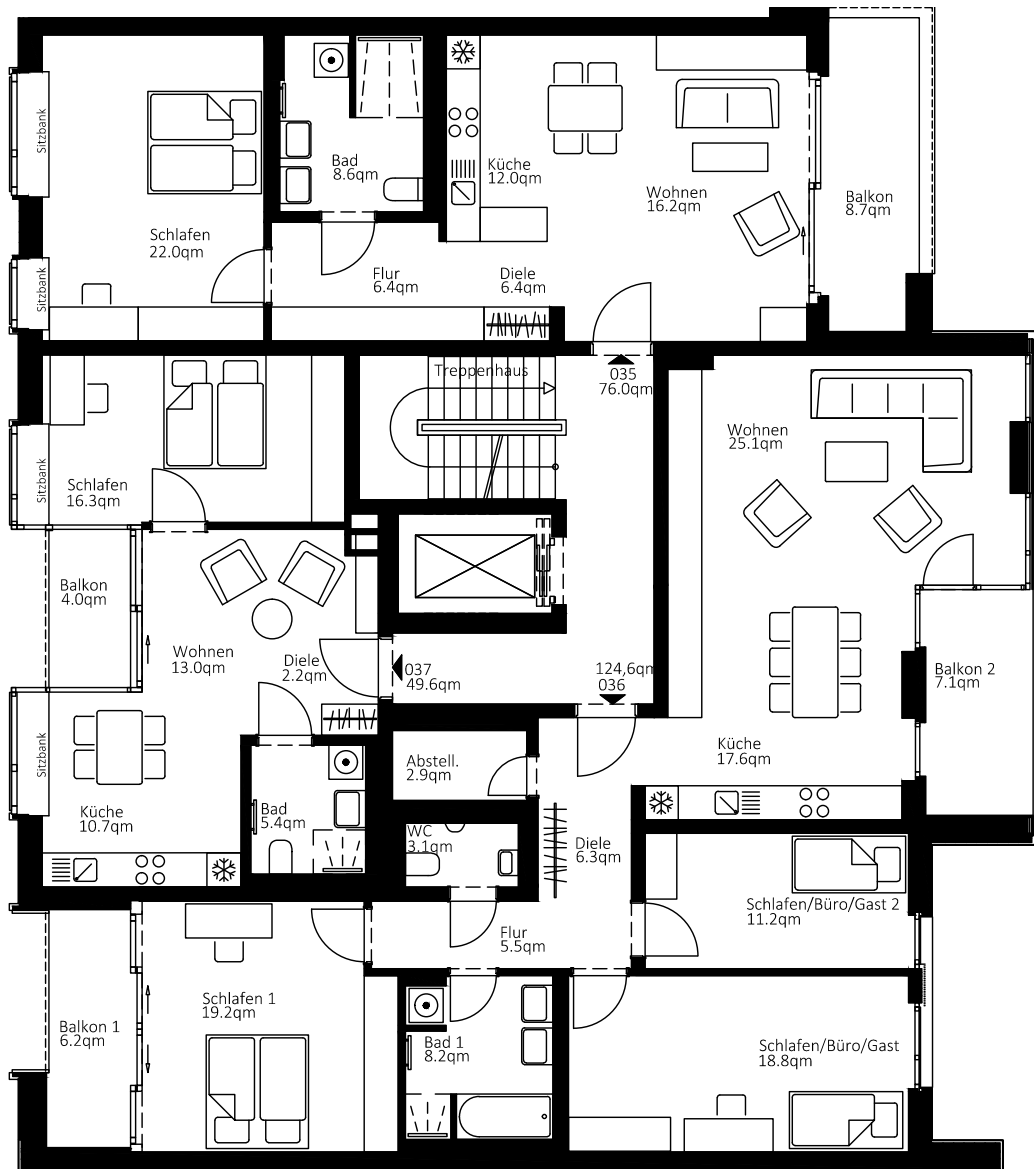 Sitzbank
Schlafen
22.0qm
Sitzbank
Bad
8.6qm
Küche
12.0qm
Wohnen
16.2qm
Balkon
8.7qm
Flur
6.4qm
Diele
6.4qm
Treppenhaus
035
76.0qm
Sitzbank
Schlafen
16.3qm
Wohnen
25.1qm
Balkon
4.0qm
Wohnen
13.0qm
Diele
2.2qm
037
49.6qm
124,6qm
036
Balkon 2
7.1qm
Sitzbank
Küche
10.7qm
Bad
5.4qm
Abstell.
2.9qm
WC
3.1qm
Küche
17.6qm
Diele
6.3qm
Schlafen/Büro/Gast 2
11.2qm
Flur
5.5qm
Balkon 1
6.2qm
Schlafen 1
19.2qm
Bad 1
8.2qm
Schlafen/Büro/Gast
18.8qm